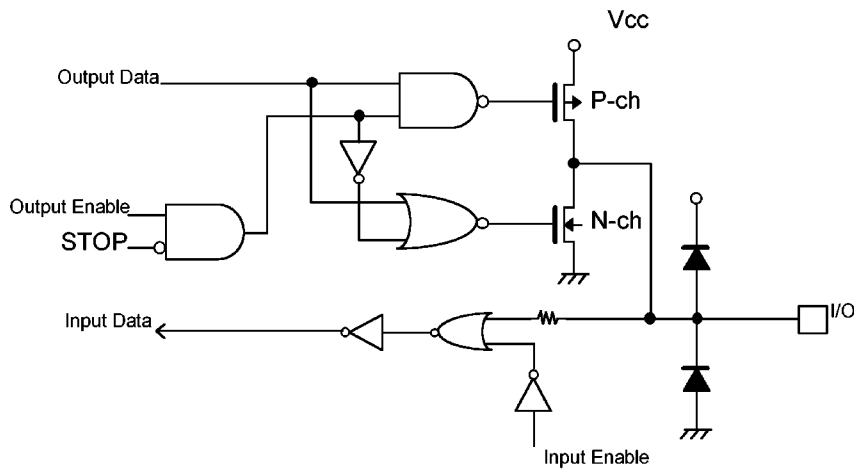 Vcc
Output Data
P-ch
Output Enable
N-ch
STOP
I/O
Input Data
Input Enable